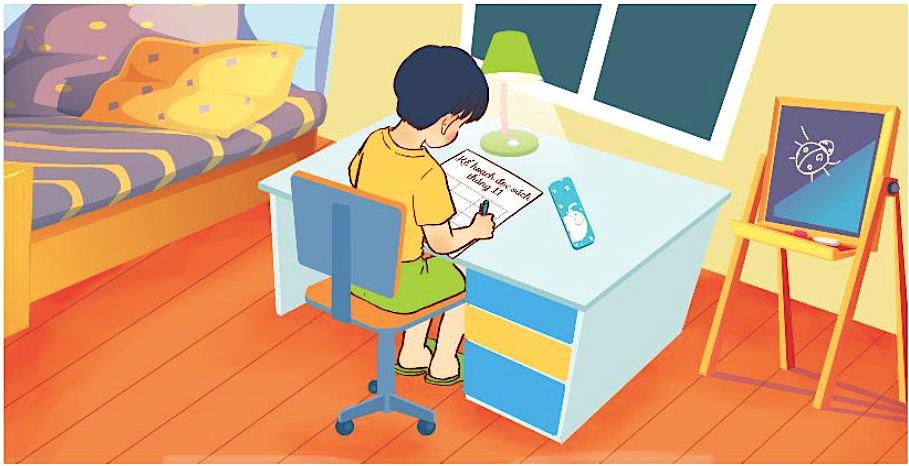 Kế hoạch đọc sách
tháng 11